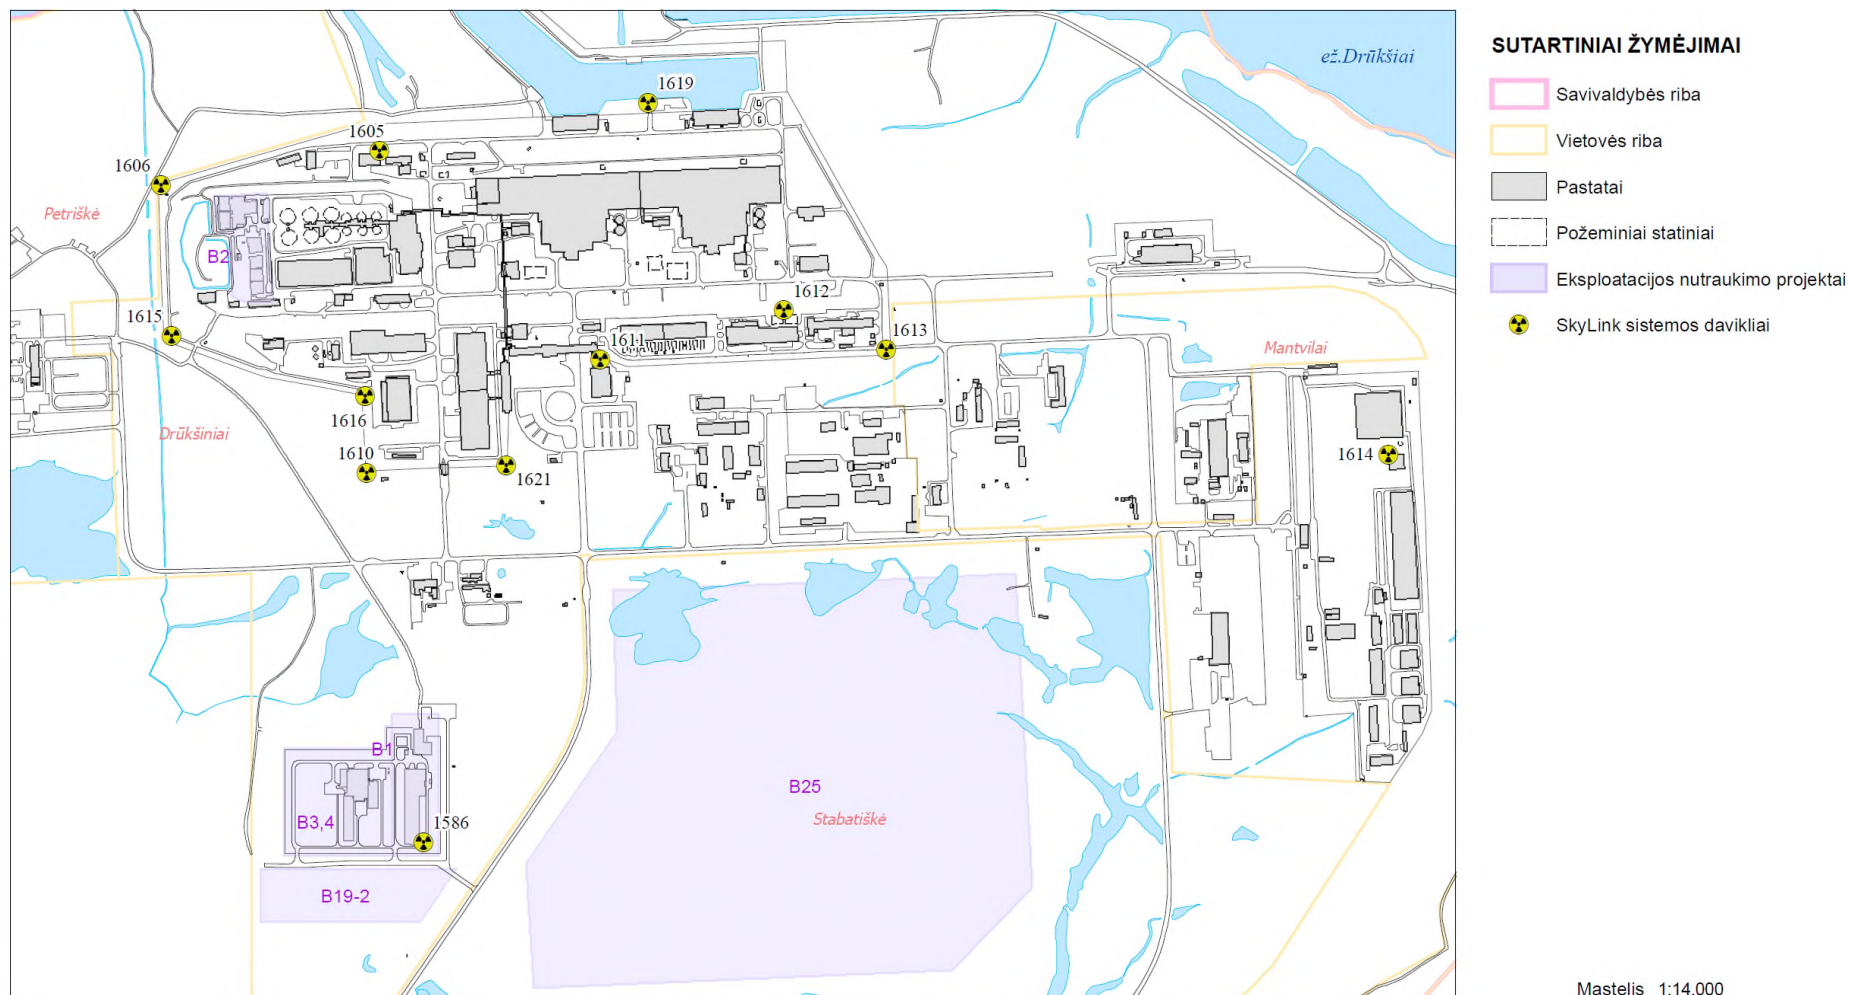 SUTARTINIAI ŽYMĖJIMAI
Savivaldybės riba
Vietovės riba
Pastatai
Požeminiai statiniai
Eksploatacijos nutraukimo projektai
SkyLink sistemos davikliai
ež.Drūkšiai
1619
1605
1606
Petriškė
B2
1612
1615
1613
1611
Mantvilai
1616
Drūkšiniai
1610
1614
1621
B1
B25
Stabatiškė
B3,4
1586
B19-2
Mastelis 1:14.000